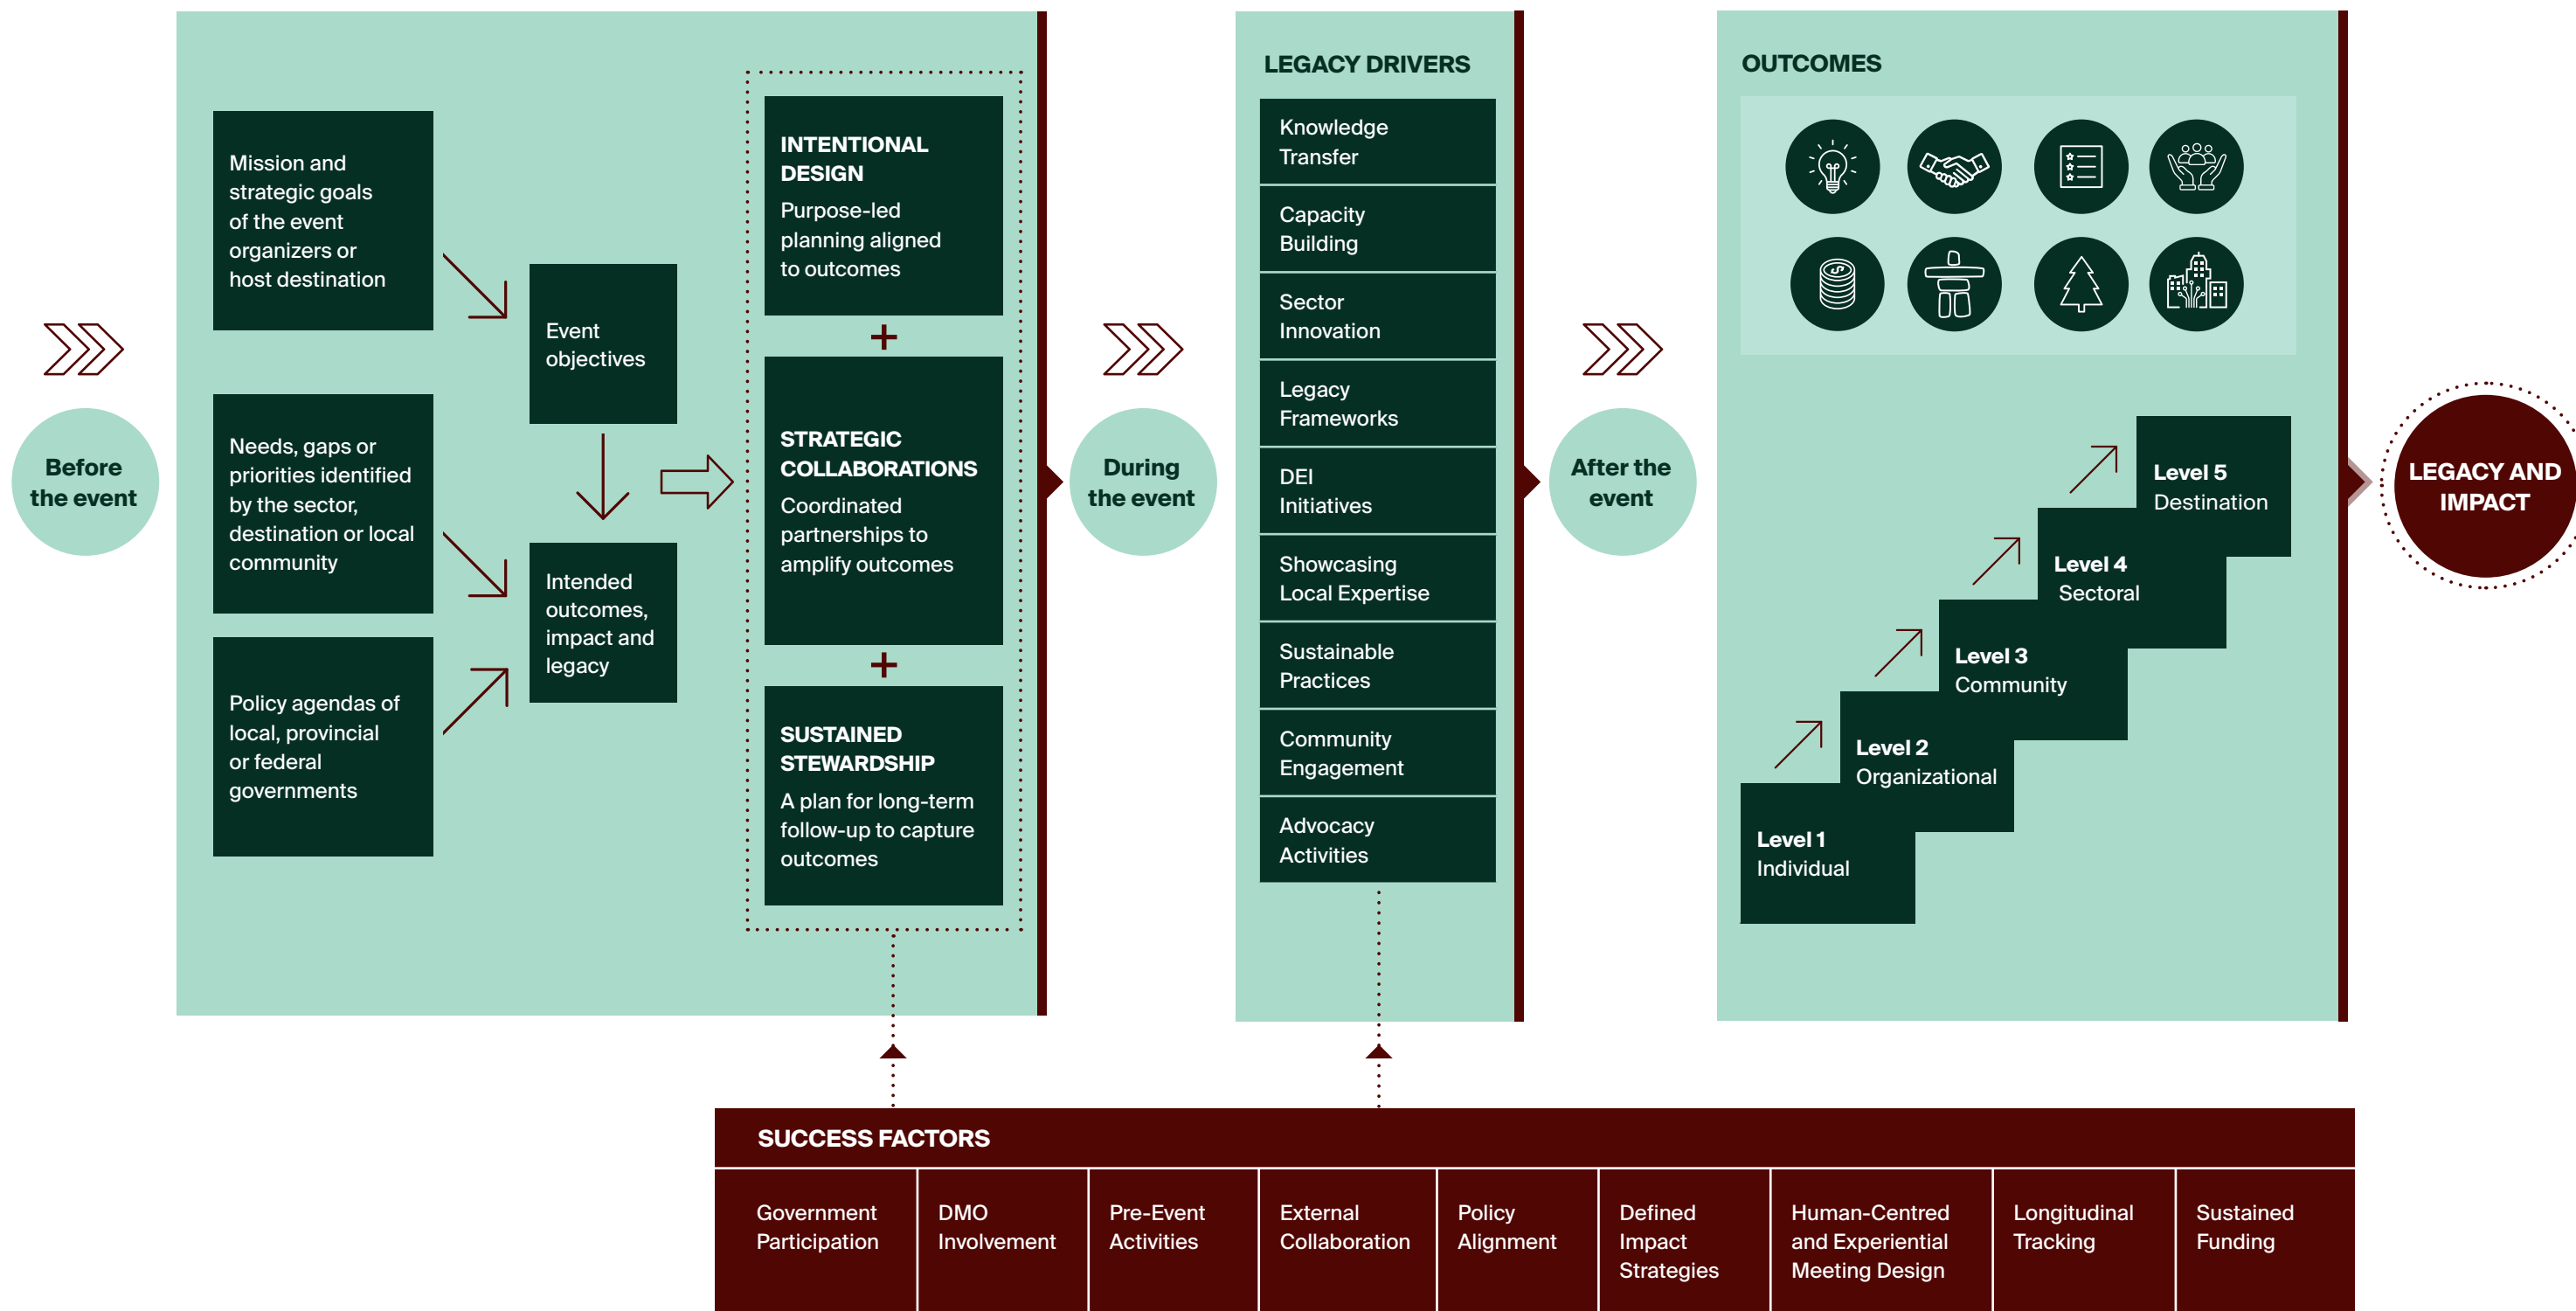 Before
the event
Mission and
strategic goals
of the event
organizers or
host destination
Needs, gaps or
priorities identified
by the sector,
destination or local
community
Policy agendas of
local, provincial
or federal
governments
Event
objectives
Intended
outcomes,
impact and
legacy
INTENTIONAL
DESIGN
Purpose-led
planning aligned
to outcomes
+
STRATEGIC
COLLABORATIONS
Coordinated
partnerships to
amplify outcomes
+
SUSTAINED
STEWARDSHIP
A plan for long-term
follow-up to capture
outcomes
During
the event
LEGACY DRIVERS
Knowledge
Transfer
Capacity
Building
Sector
Innovation
Legacy
Frameworks
DEI
Initiatives
Showcasing
Local Expertise
Sustainable
Practices
Community
Engagement
Advocacy
Activities
After the
event
OUTCOMES
$
Level 5
Destination
Level 4
Sectoral
Level 3
Community
Level 2
Organizational
Level 1
Individual
LEGACY AND
IMPACT
SUCCESS FACTORS
Government
Participation
DMO
Involvement
Pre-Event
Activities
External
Collaboration
Policy
Alignment
Defined
Impact
Strategies
Human-Centred
and Experiential
Meeting Design
Longitudinal
Tracking
Sustained
Funding